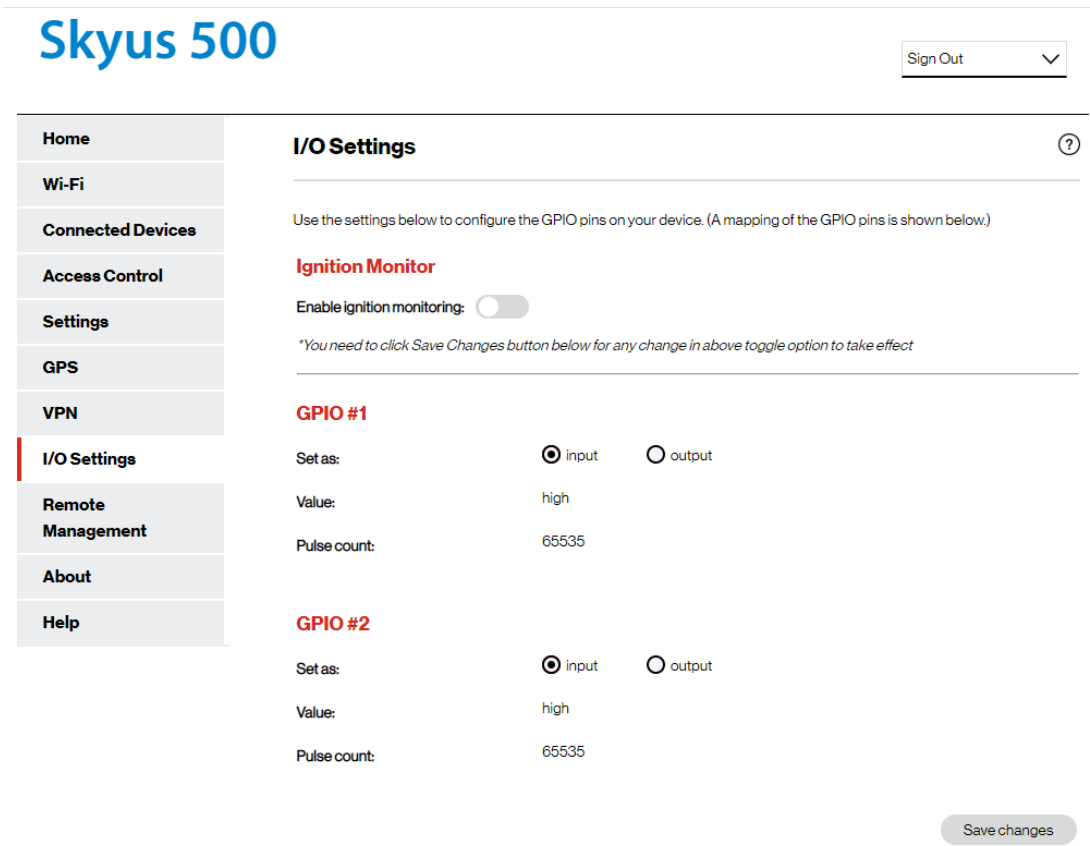 Skyus 500
Sign Out
Home
Wi-Fi
Connected Devices
Access Control
Settings
GPS
VPN
I/O Settings
Remote
Management
About
Help
I/O Settings
?
Use the settings below to configure the GPIO pins on your device. (A mapping of the GPIO pins is shown below.)
Ignition Monitor
Enable ignition monitoring:
*You need to click Save Changes button below for any change in above toggle option to take effect
GPIO #1
Set as: input output
Value: high
Pulse count: 65535
GPIO #2
Set as: input output
Value: high
Pulse count: 65535
Save changes